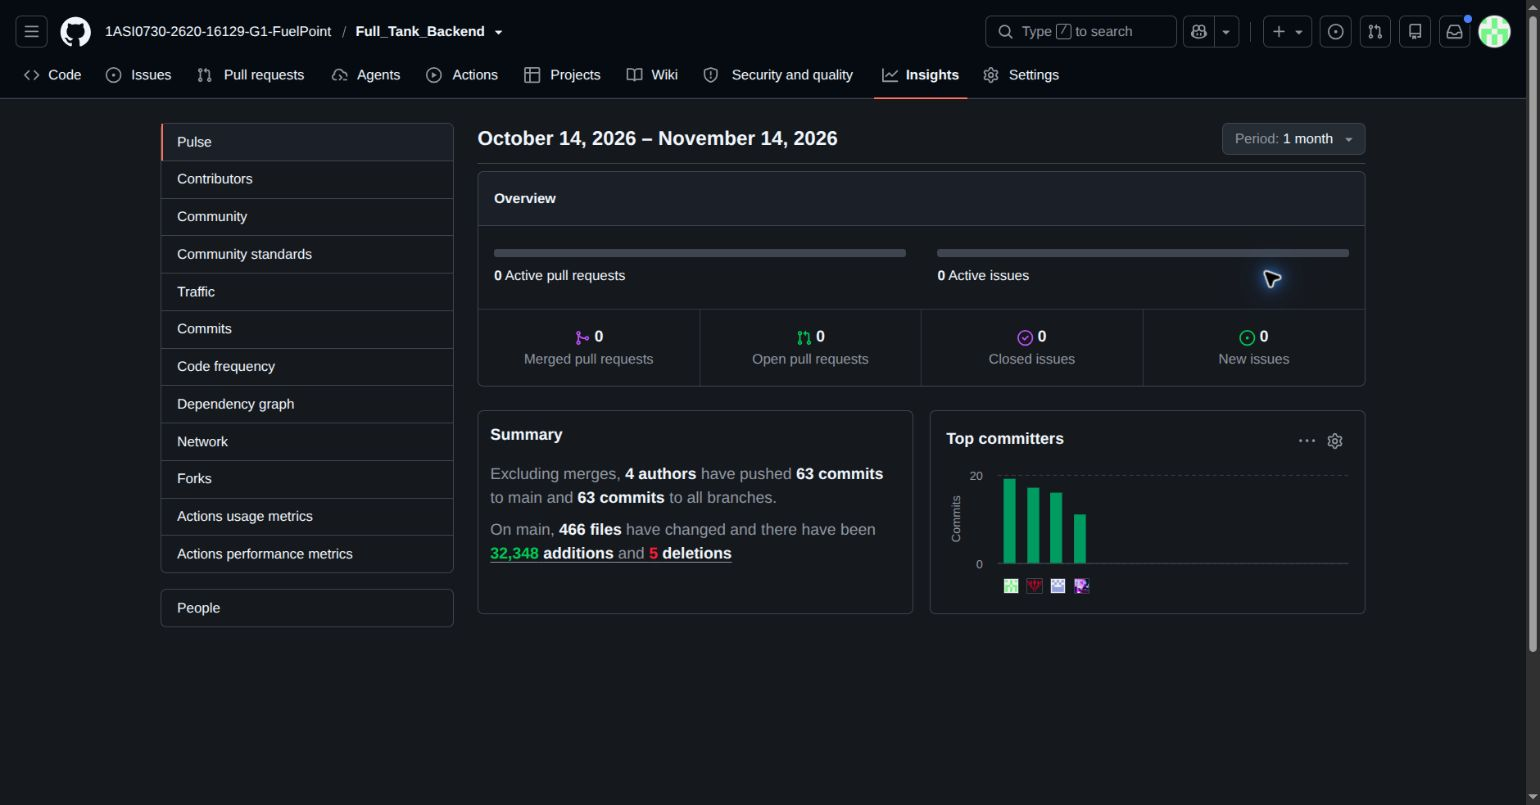 1ASI0730-2620-16129-G1-FuelPoint / Full_Tank_Backend
Type / to search
Code Issues Pull requests Agents Actions Projects Wiki Security and quality Insights Settings
Pulse
Contributors
Community
Community standards
Traffic
Commits
Code frequency
Dependency graph
Network
Forks
Actions usage metrics
Actions performance metrics
People
October 14, 2026 – November 14, 2026
Period: 1 month
Overview
0 Active pull requests
0 Active issues
0
Merged pull requests
0
Open pull requests
0
Closed issues
0
New issues
Summary
Excluding merges, 4 authors have pushed 63 commits
to main and 63 commits to all branches.
On main, 466 files have changed and there have been
32,348 additions and 5 deletions
Top committers
20
Commits
0